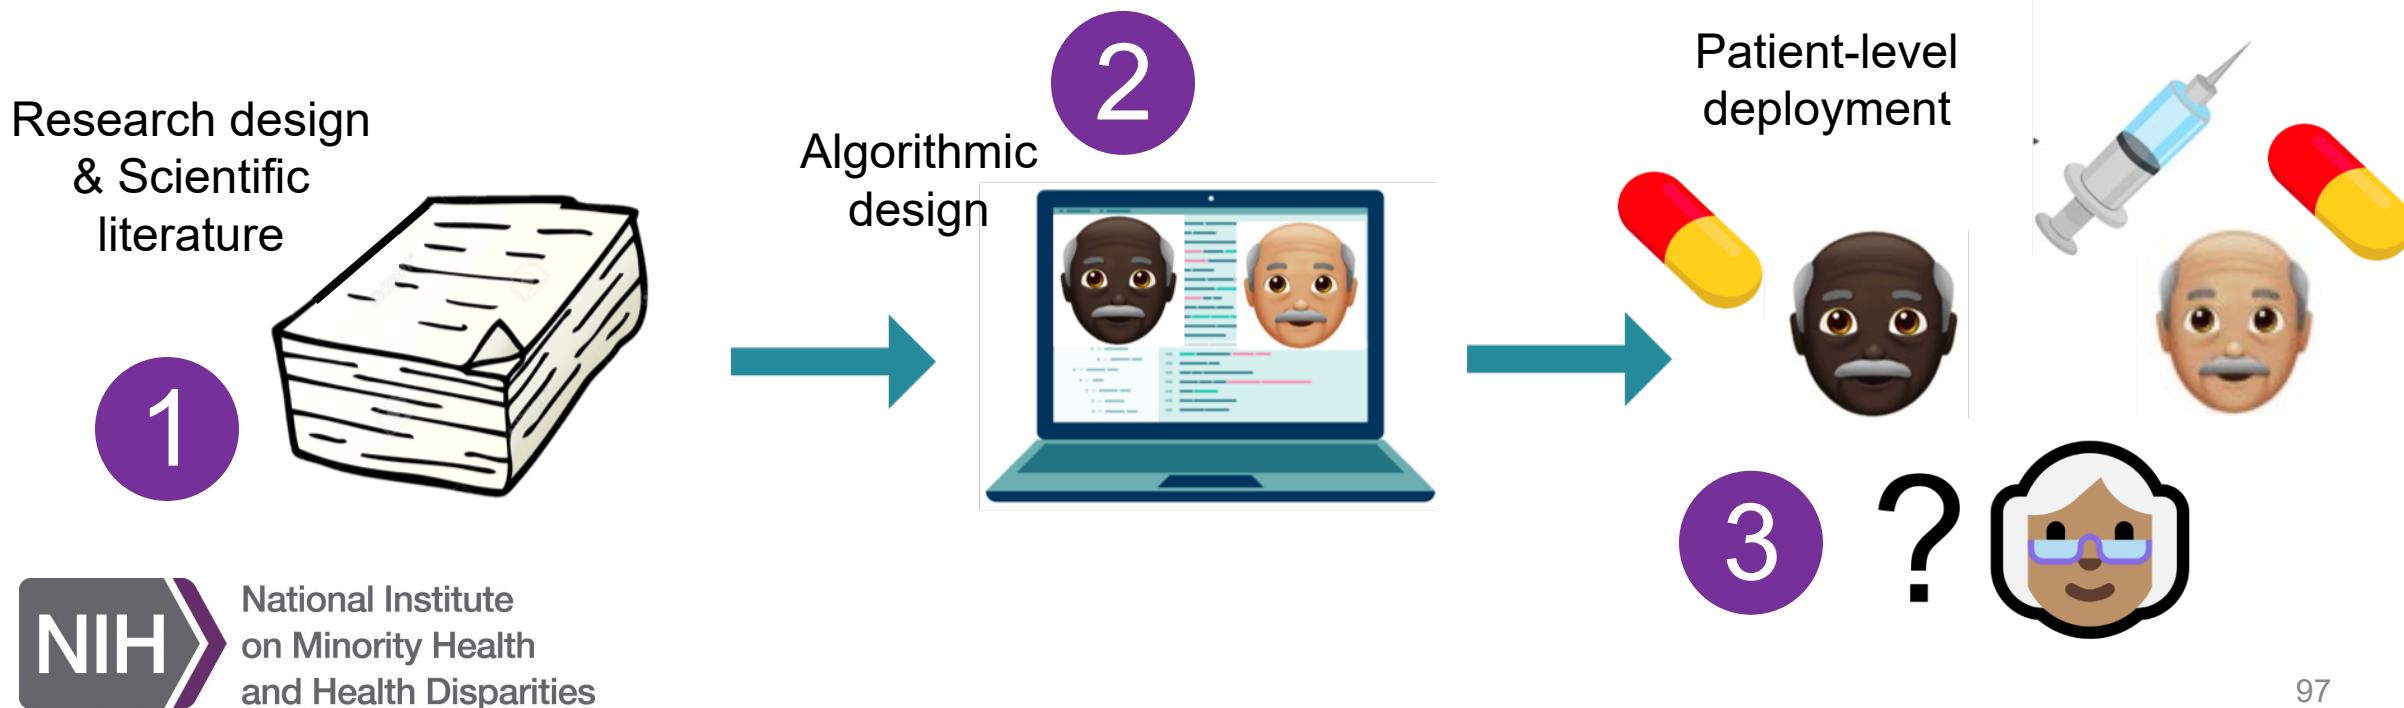 Research design
& Scientific
literature
1
2
Algorithmic
design
Patient-level
deployment
3
?
NIH
National Institute
on Minority Health
and Health Disparities
97